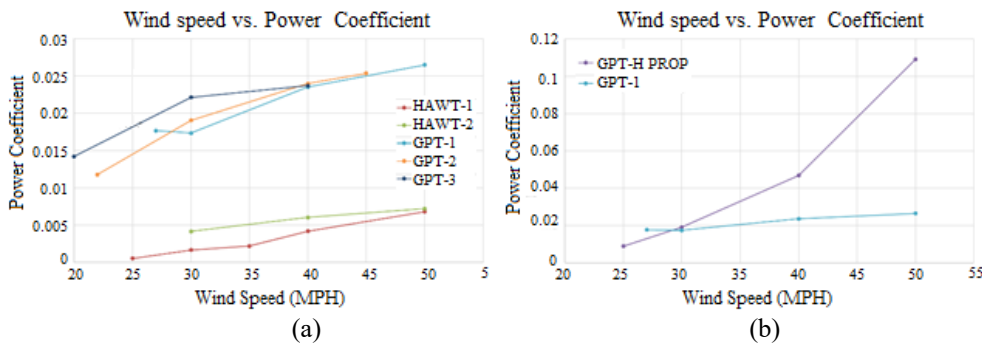 Wind speed vs. Power Coefficient
Power Coefficient
0.03
0.025
0.02
0.015
0.01
0.005
0
HAWT-1
HAWT-2
GPT-1
GPT-2
GPT-3
20 25 30 35 40 45 50 5
Wind Speed (MPH)
(a)
Wind speed vs. Power Coefficient
Power Coefficient
0.12
0.1
0.08
0.06
0.04
0.02
0
GPT-H PROP
GPT-1
20 25 30 35 40 45 50 55
Wind Speed (MPH)
(b)